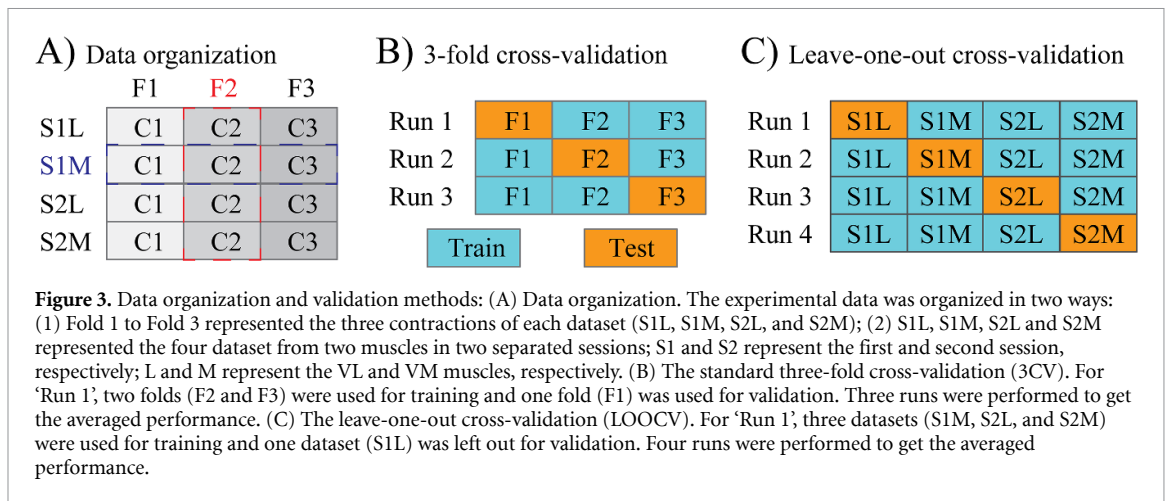 A) Data organization
F1 F2 F3
S1L C1 C2 C3
S1M C1 C2 C3
S2L C1 C2 C3
S2M C1 C2 C3
B) 3-fold cross-validation
Run 1 F1 F2 F3
Run 2 F1 F2 F3
Run 3 F1 F2 F3
Train Test
C) Leave-one-out cross-validation
Run 1 S1L S1M S2L S2M
Run 2 S1L S1M S2L S2M
Run 3 S1L S1M S2L S2M
Run 4 S1L S1M S2L S2M
Figure 3. Data organization and validation methods: (A) Data organization. The experimental data was organized in two ways:
(1) Fold 1 to Fold 3 represented the three contractions of each dataset (S1L, S1M, S2L, and S2M); (2) S1L, S1M, S2L and S2M
represented the four dataset from two muscles in two separated sessions; S1 and S2 represent the first and second session,
respectively; L and M represent the VL and VM muscles, respectively. (B) The standard three-fold cross-validation (3CV). For
‘Run 1’, two folds (F2 and F3) were used for training and one fold (F1) was used for validation. Three runs were performed to get
the averaged performance. (C) The leave-one-out cross-validation (LOOCV). For ‘Run 1’, three datasets (S1M, S2L, and S2M)
were used for training and one dataset (S1L) was left out for validation. Four runs were performed to get the averaged
performance.